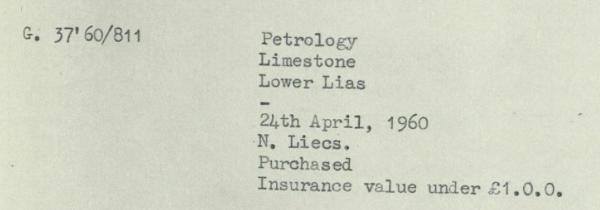 G. 37'60/811
Petrology
Limestone
Lower Lias
-
24th April, 1960
N. Liecs.
Purchased
Insurance value under £1.0.0.